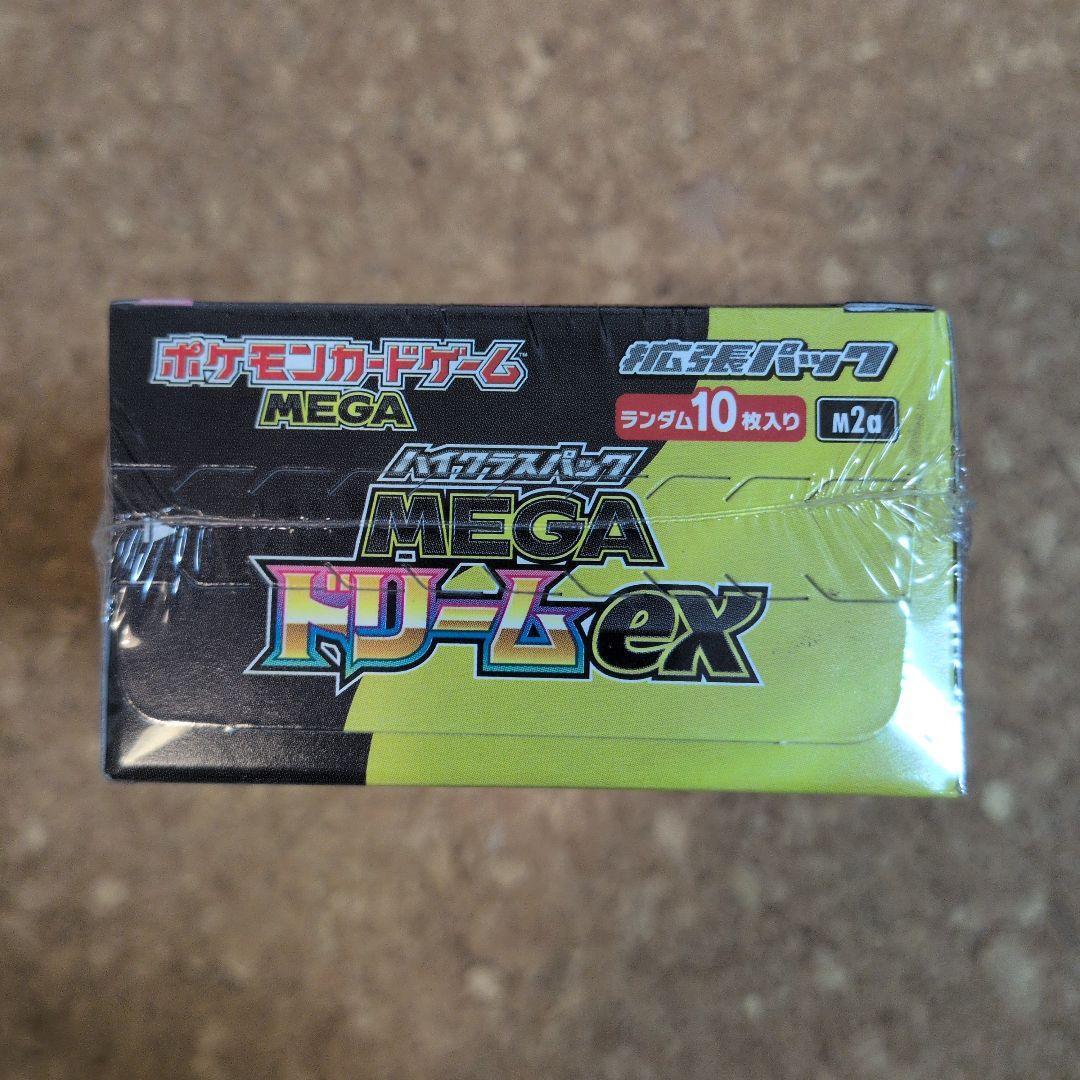 ポケモンカードゲーム™
MEGA
拡張パック
ランダム10枚入り
M2a
ハイクラスパック
MEGA
ドリームex